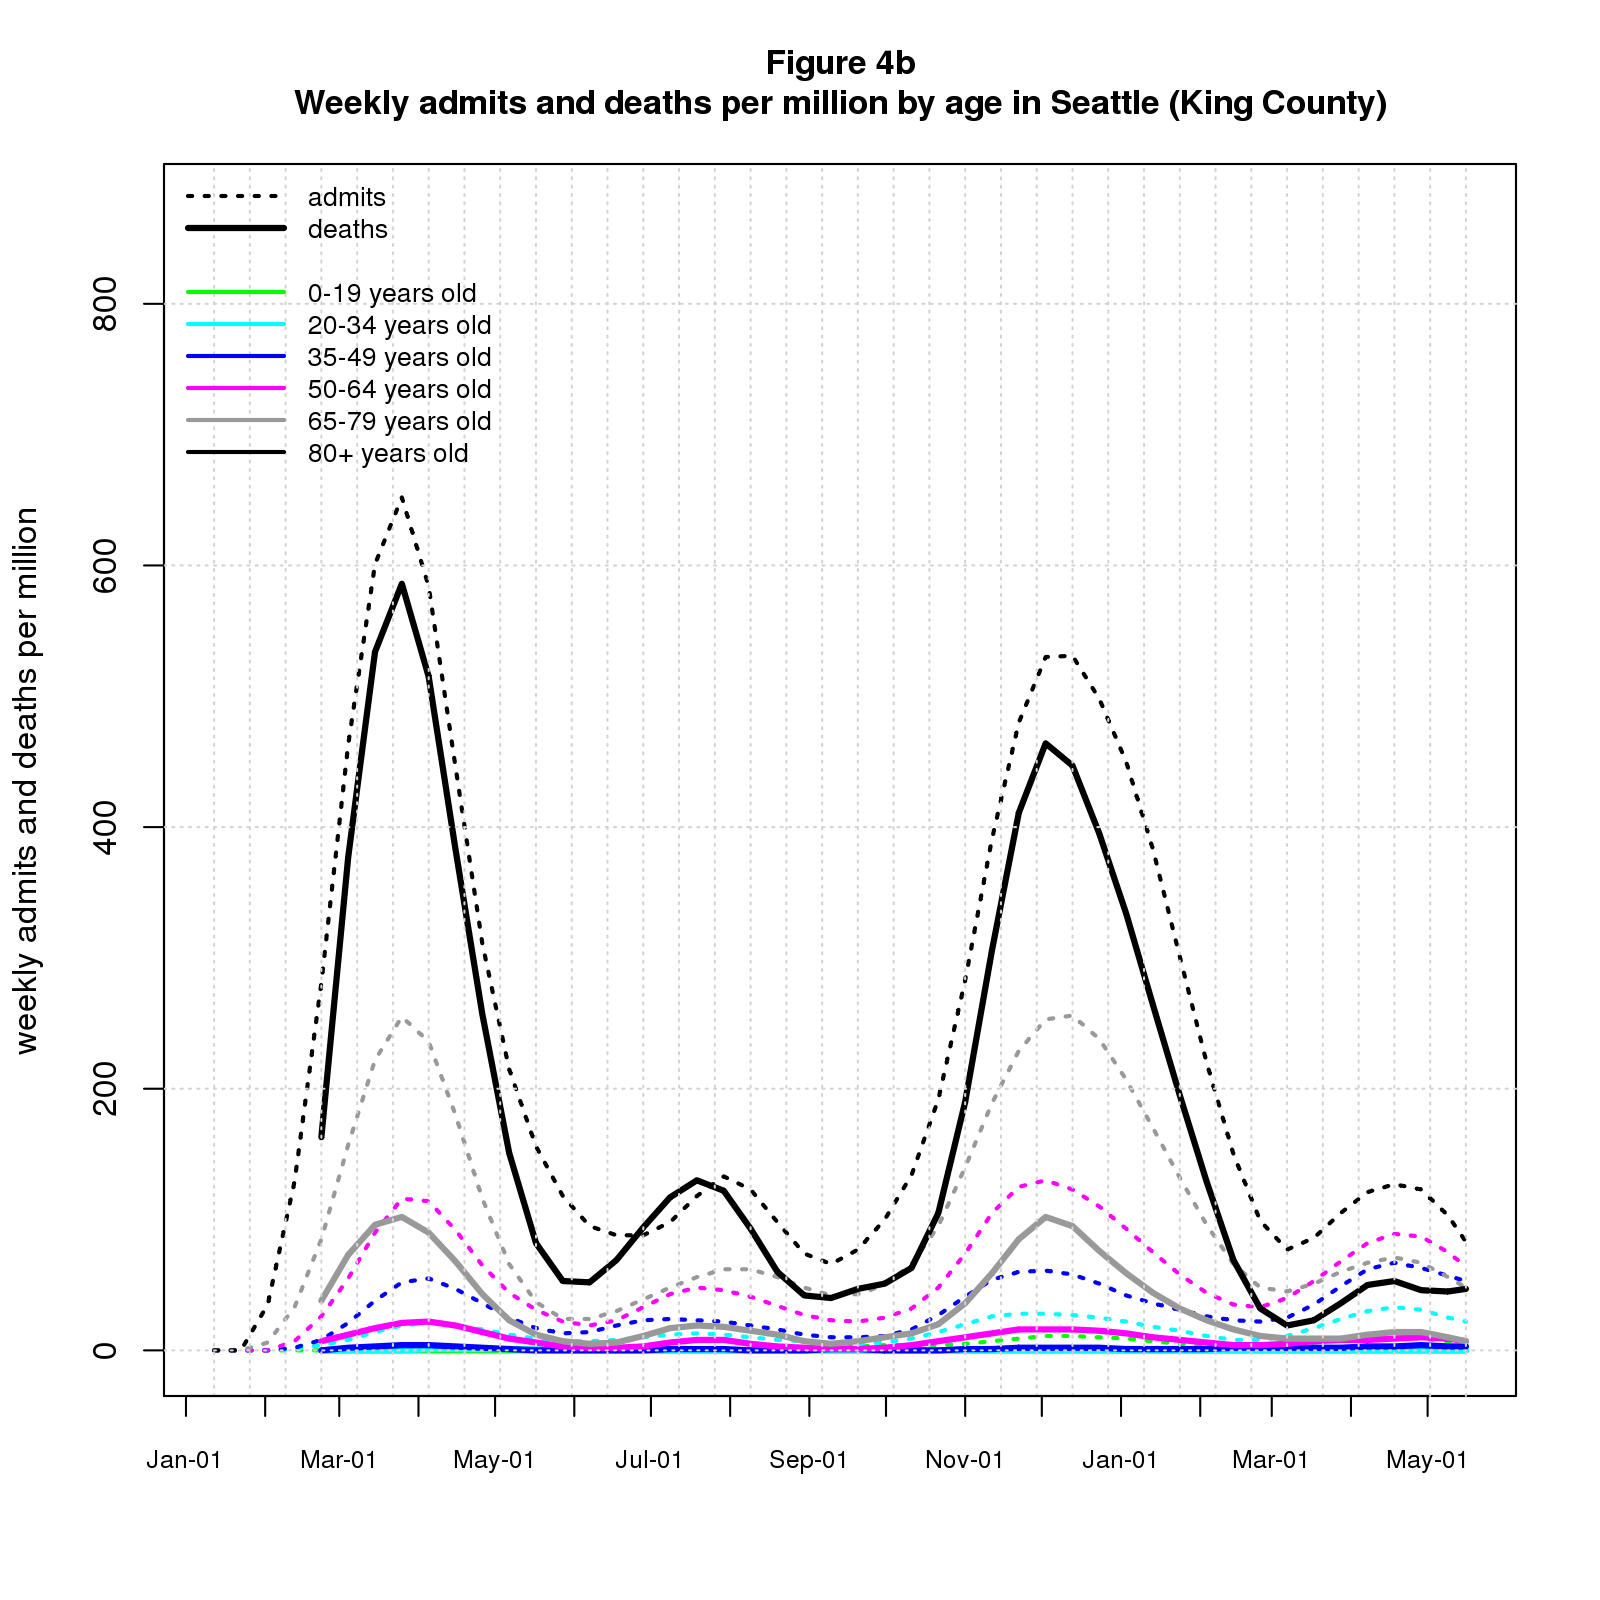 Figure 4b
Weekly admits and deaths per million by age in Seattle (King County)
admits
deaths
0-19 years old
20-34 years old
35-49 years old
50-64 years old
65-79 years old
80+ years old
weekly admits and deaths per million
800
600
400
200
0
Jan-01 Mar-01 May-01 Jul-01 Sep-01 Nov-01 Jan-01 Mar-01 May-01